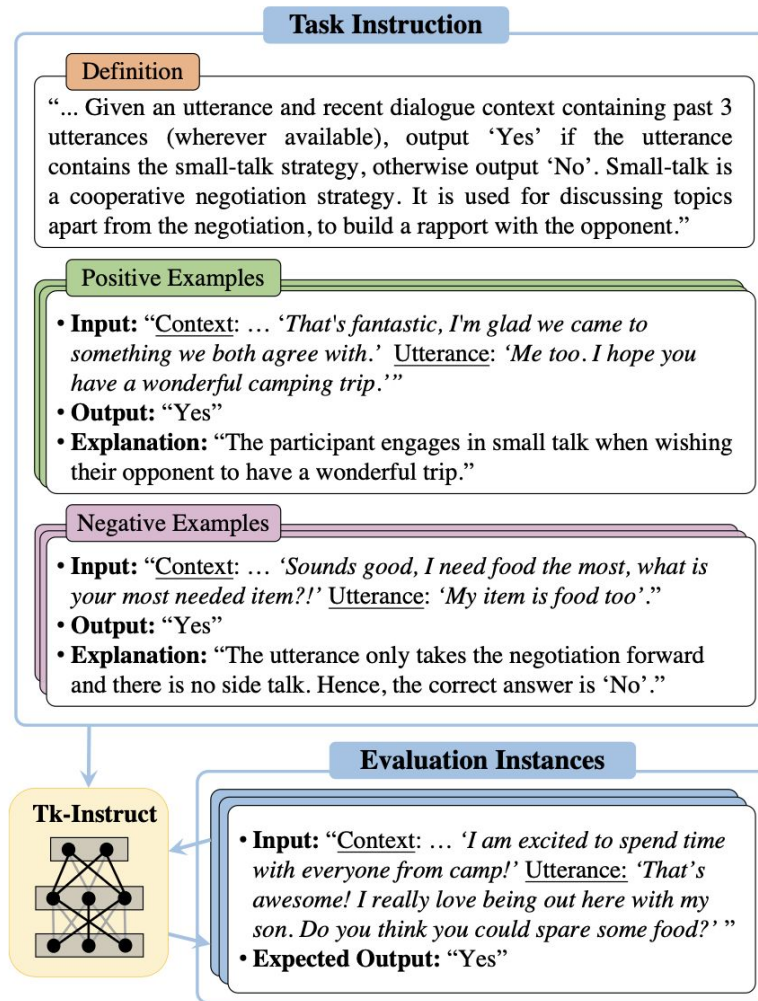 Task Instruction
Definition
“... Given an utterance and recent dialogue context containing past 3
utterances (wherever available), output ‘Yes’ if the utterance
contains the small-talk strategy, otherwise output ‘No’. Small-talk is
a cooperative negotiation strategy. It is used for discussing topics
apart from the negotiation, to build a rapport with the opponent.”
Positive Examples
• Input: “Context: … ‘That's fantastic, I'm glad we came to
something we both agree with.’ Utterance: ‘Me too. I hope you
have a wonderful camping trip.’”
• Output: “Yes”
• Explanation: “The participant engages in small talk when wishing
their opponent to have a wonderful trip.”
Negative Examples
• Input: “Context: … ‘Sounds good, I need food the most, what is
your most needed item?!’ Utterance: ‘My item is food too’.”
• Output: “Yes”
• Explanation: “The utterance only takes the negotiation forward
and there is no side talk. Hence, the correct answer is ‘No’.”
Tk-Instruct
Evaluation Instances
• Input: “Context: … ‘I am excited to spend time
with everyone from camp!’ Utterance: ‘That’s
awesome! I really love being out here with my
son. Do you think you could spare some food?’ ”
• Expected Output: “Yes”